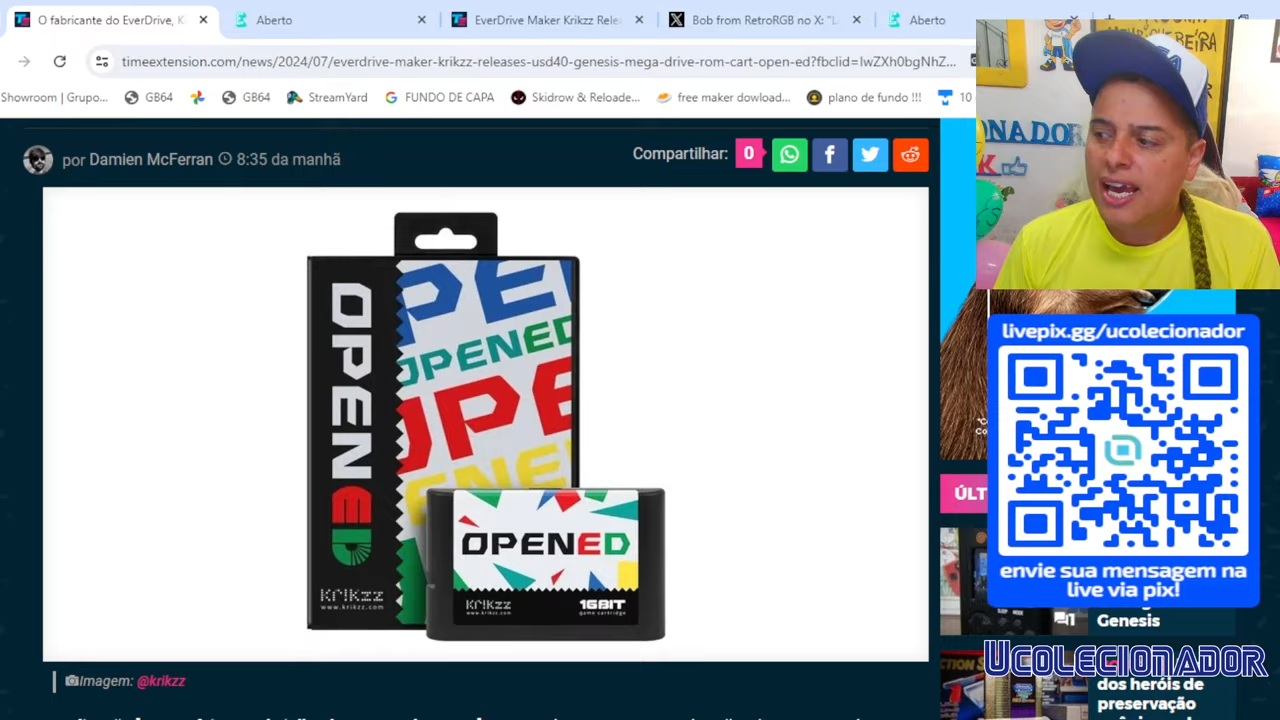 O fabricante do EverDrive, K
Aberto
EverDrive Maker Krikzz Rele
Bob from RetroRGB no X: "L
Aberto
timeextension.com/news/2024/07/everdrive-maker-krikzz-releases-usd40-genesis-mega-drive-rom-cart-open-ed?fbclid=IwZXh0bgNhZ...
Showroom | Grupo...
GB64
GB64
StreamYard
FUNDO DE CAPA
Skidrow & Reloade...
free maker dowload...
plano de fundo !!!
10
por Damien McFerran 8:35 da manhã
Compartilhar: 0
OPENED
OPENED
OPENED
krikzz
www.krikzz.com
OPENED
krikzz
www.krikzz.com
16BIT
game cartridge
Imagem: @krikzz
livepix.gg/ucolecionador
envie sua mensagem na
live via pix!
ÚLT
Genesis
dos heróis de
preservação
Ucolecionador